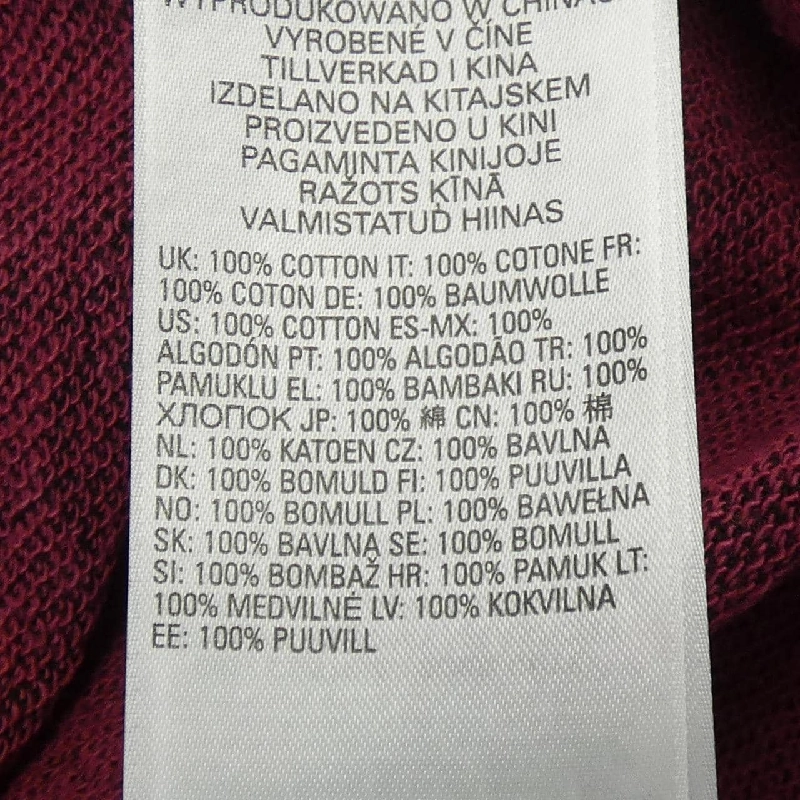 WYPRODUKOWANO W CHINACH
VYROBENÉ V ČÍNE
TILLVERKAD I KINA
IZDELANO NA KITAJSKEM
PROIZVEDENO U KINI
PAGAMINTA KINIJOJE
RAŽOTS ĶĪNĀ
VALMISTATUD HIINAS
UK: 100% COTTON IT: 100% COTONE FR:
100% COTON DE: 100% BAUMWOLLE
US: 100% COTTON ES-MX: 100%
ALGODÓN PT: 100% ALGODÃO TR: 100%
PAMUKLU EL: 100% BAMBAKI RU: 100%
ХЛОПОК JP: 100% 綿 CN: 100% 棉
NL: 100% KATOEN CZ: 100% BAVLNA
DK: 100% BOMULD FI: 100% PUUVILLA
NO: 100% BOMULL PL: 100% BAWEŁNA
SK: 100% BAVLNA SE: 100% BOMULL
SI: 100% BOMBAŽ HR: 100% PAMUK LT:
100% MEDVILNĖ LV: 100% KOKVILNA
EE: 100% PUUVILL